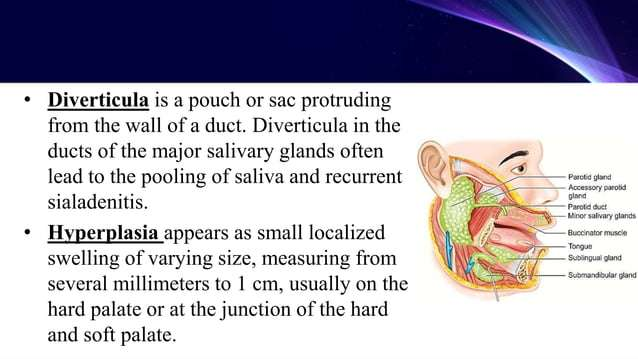 • Diverticula is a pouch or sac protruding
from the wall of a duct. Diverticula in the
ducts of the major salivary glands often
lead to the pooling of saliva and recurrent
sialadenitis.
• Hyperplasia appears as small localized
swelling of varying size, measuring from
several millimeters to 1 cm, usually on the
hard palate or at the junction of the hard
and soft palate.
Parotid gland
Accessory parotid
gland
Parotid duct
Minor salivary glands
Buccinator muscle
Tongue
Sublingual gland
Submandibular gland